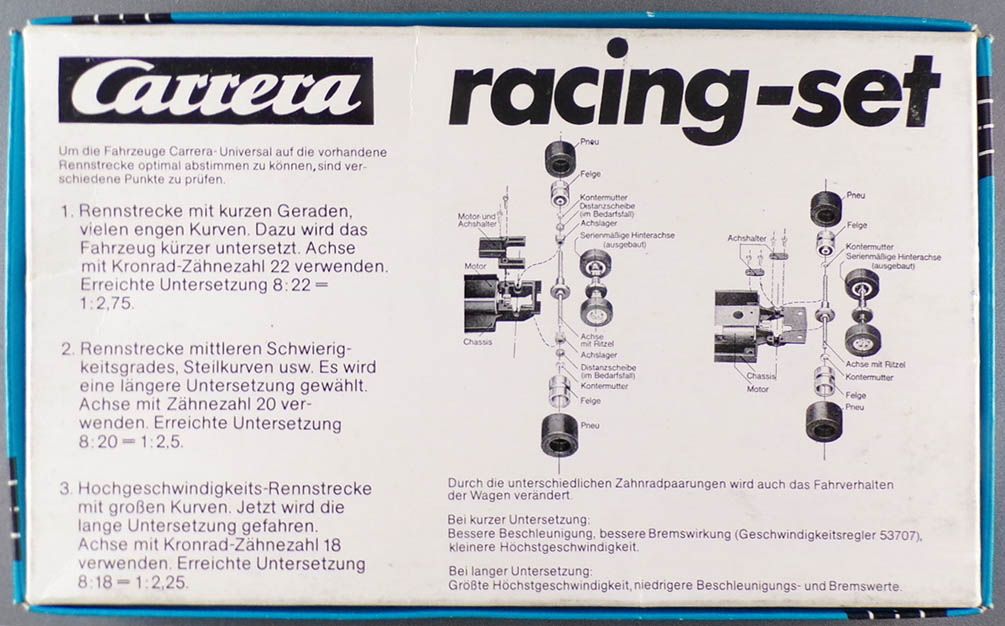 Carrera
racing-set
Um die Fahrzeuge Carrera-Universal auf die vorhandene
Rennstrecke optimal abstimmen zu können, sind ver-
schiedene Punkte zu prüfen.
1. Rennstrecke mit kurzen Geraden,
vielen engen Kurven. Dazu wird das
Fahrzeug kürzer untersetzt. Achse
mit Kronrad-Zähnezahl 22 verwenden.
Erreichte Untersetzung 8:22 =
1:2,75.
2. Rennstrecke mittleren Schwierig-
keitsgrades, Steilkurven usw. Es wird
eine längere Untersetzung gewählt.
Achse mit Zähnezahl 20 ver-
wenden. Erreichte Untersetzung
8:20 = 1:2,5.
3. Hochgeschwindigkeits-Rennstrecke
mit großen Kurven. Jetzt wird die
lange Untersetzung gefahren.
Achse mit Kronrad-Zähnezahl 18
verwenden. Erreichte Untersetzung
8:18 = 1:2,25.
Pneu
Felge
Kontermutter
Distanzscheibe
(im Bedarfsfall)
Achslager
Serienmäßige Hinterachse
(ausgebaut)
Motor- und
Achshalter
Motor
Chassis
Achse
mit Ritzel
Achslager
Distanzscheibe
(im Bedarfsfall)
Kontermutter
Felge
Pneu
Pneu
Felge
Kontermutter
Serienmäßige Hinterachse
(ausgebaut)
Achshalter
Achse mit Ritzel
Chassis
Motor
Kontermutter
Felge
Pneu
Durch die unterschiedlichen Zahnradpaarungen wird auch das Fahrverhalten
der Wagen verändert.
Bei kurzer Untersetzung:
Bessere Beschleunigung, bessere Bremswirkung (Geschwindigkeitsregler 53707),
kleinere Höchstgeschwindigkeit.
Bei langer Untersetzung:
Größte Höchstgeschwindigkeit, niedrigere Beschleunigungs- und Bremswerte.